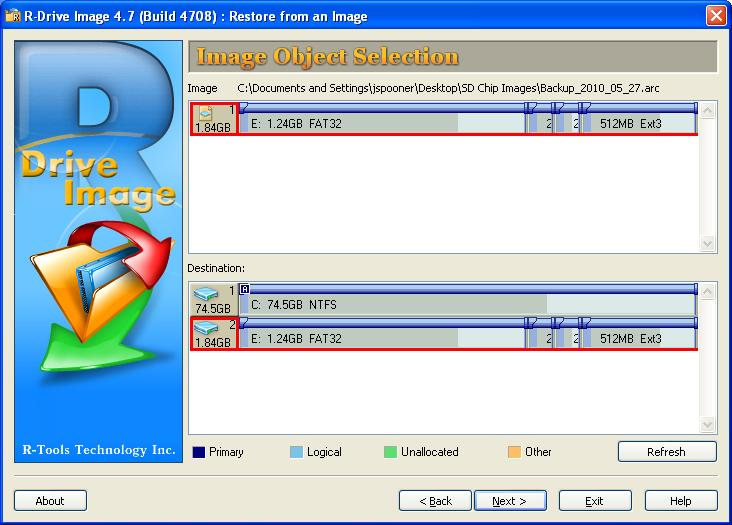 R-Drive Image 4.7 (Build 4708) : Restore from an Image
R
Drive
Image
R-Tools Technology Inc.
Image Object Selection
Image C:\Documents and Settings\jspooner\Desktop\SD Chip Images\Backup_2010_05_27.arc
1
1.84GB E: 1.24GB FAT32 2 2 512MB Ext3
Destination:
1 A
74.5GB C: 74.5GB NTFS
2
1.84GB E: 1.24GB FAT32 2 2 512MB Ext3
Primary Logical Unallocated Other Refresh
About < Back Next > Exit Help